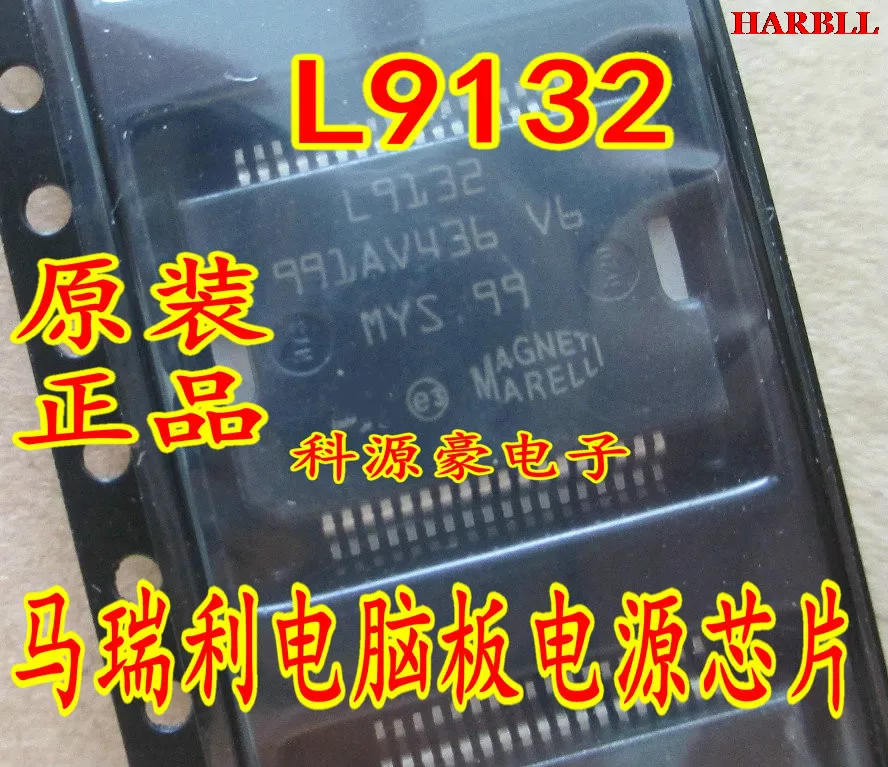 HARBLL
L9132
L9132
991AV436 V6
MYS 99
MAGNETI
MARELLI
e3
原装
正品
科源豪电子
马瑞利电脑板电源芯片